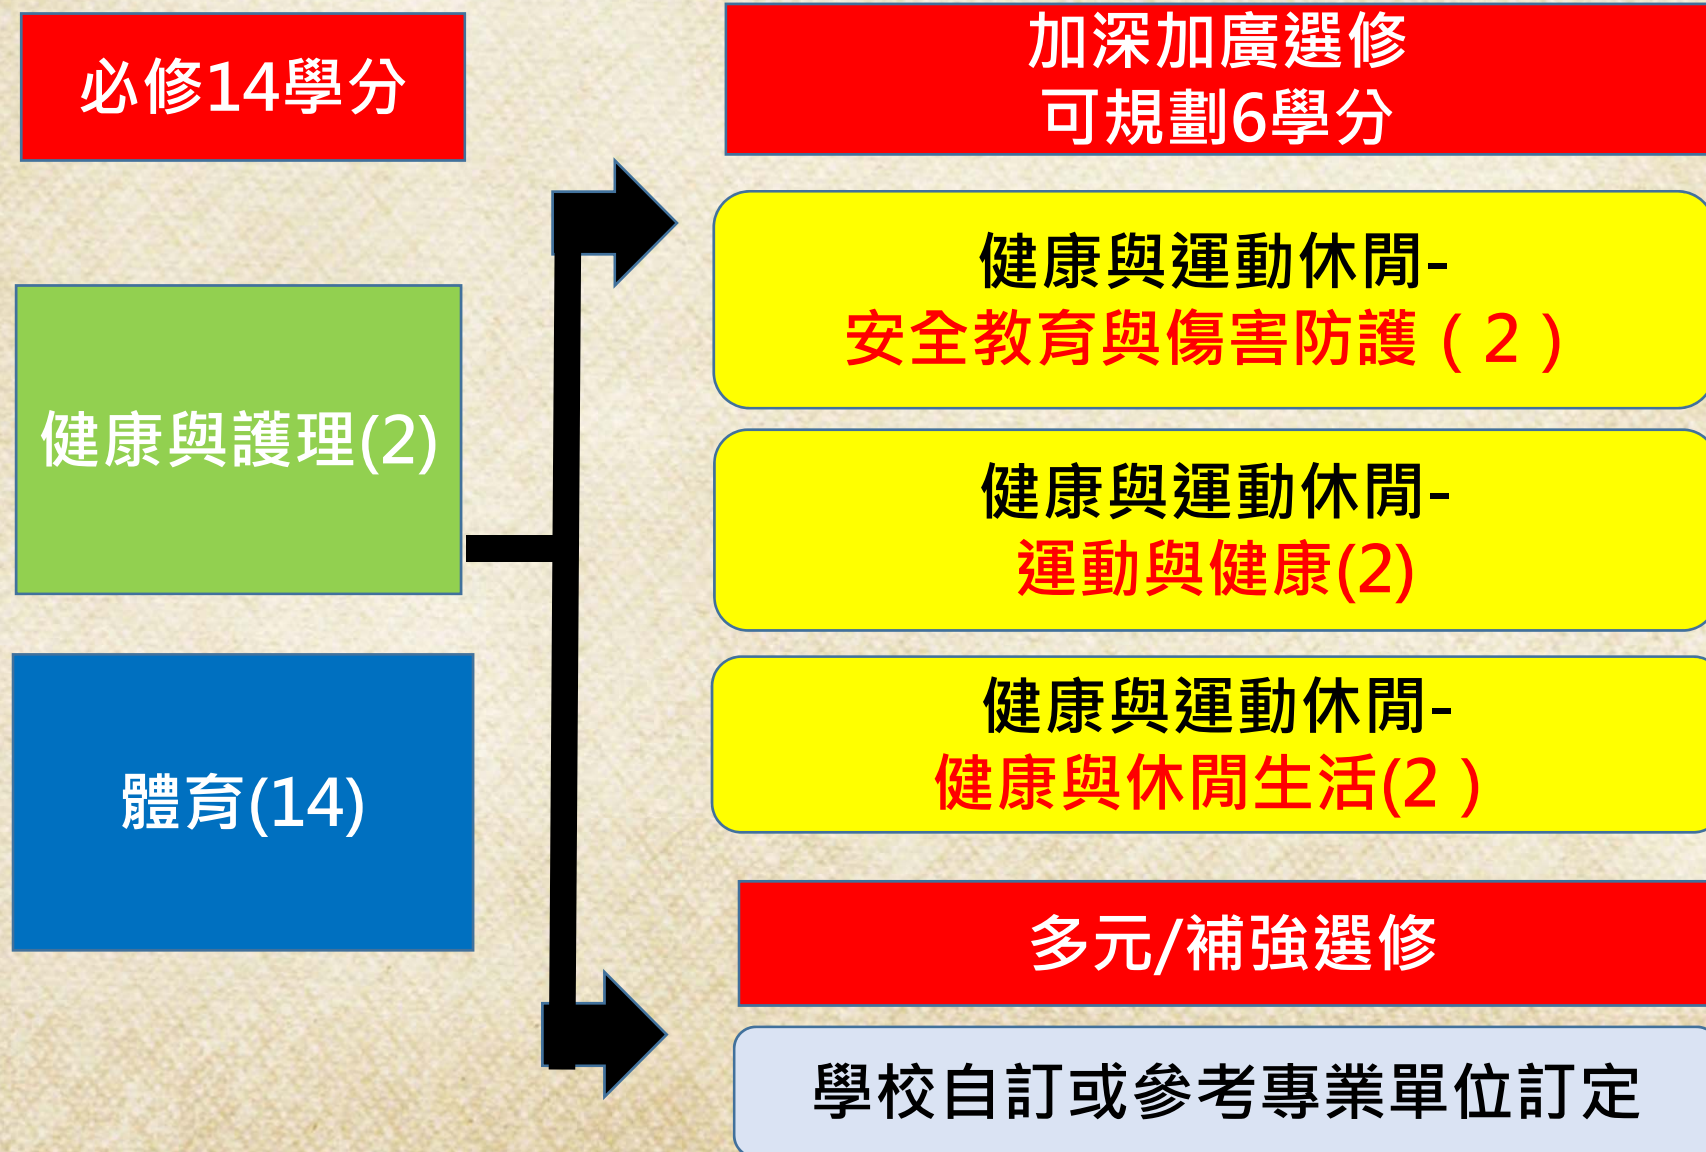 必修14學分
健康與護理(2)
體育(14)
加深加廣選修
可規劃6學分
健康與運動休閒-
安全教育與傷害防護（2）
健康與運動休閒-
運動與健康(2)
健康與運動休閒-
健康與休閒生活(2）
多元/補強選修
學校自訂或參考專業單位訂定